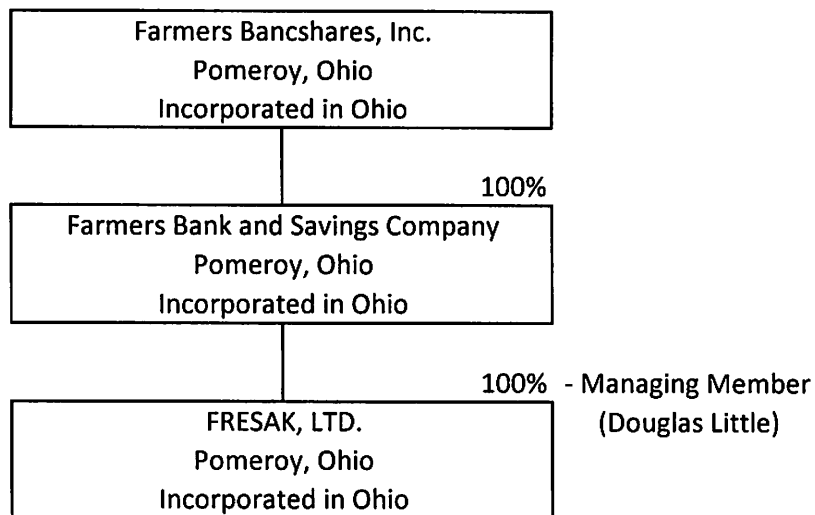 Farmers Bancshares, Inc.
Pomeroy, Ohio
Incorporated in Ohio
100%
Farmers Bank and Savings Company
Pomeroy, Ohio
Incorporated in Ohio
100% - Managing Member
(Douglas Little)
FRESAK, LTD.
Pomeroy, Ohio
Incorporated in Ohio